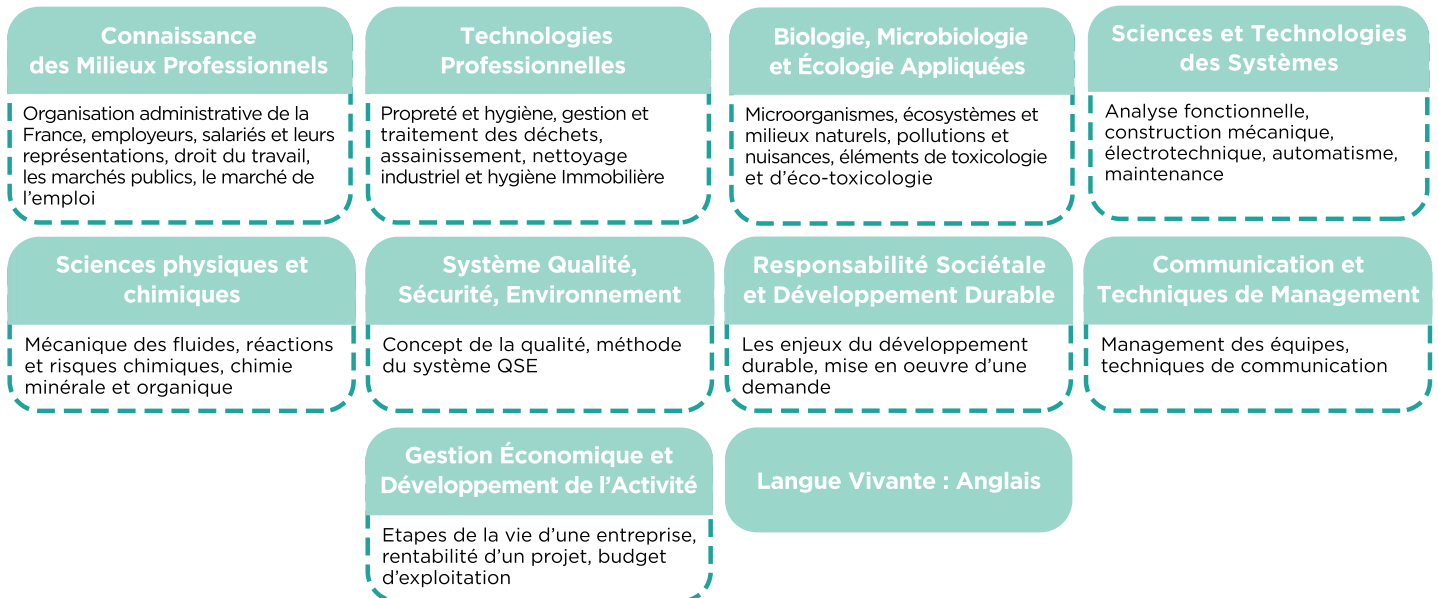 Connaissance
des Milieux Professionnels
Organisation administrative de la
France, employeurs, salariés et leurs
représentations, droit du travail,
les marchés publics, le marché de
l'emploi
Technologies
Professionnelles
Propreté et hygiène, gestion et
traitement des déchets,
assainissement, nettoyage
industriel et hygiène Immobilière
Biologie, Microbiologie
et Écologie Appliquées
Microorganismes, écosystèmes et
milieux naturels, pollutions et
nuisances, éléments de toxicologie
et d'éco-toxicologie
Sciences et Technologies
des Systèmes
Analyse fonctionnelle,
construction mécanique,
électrotechnique, automatisme,
maintenance
Sciences physiques et
chimiques
Mécanique des fluides, réactions
et risques chimiques, chimie
minérale et organique
Système Qualité,
Sécurité, Environnement
Concept de la qualité, méthode
du système QSE
Responsabilité Sociétale
et Développement Durable
Les enjeux du développement
durable, mise en oeuvre d'une
demande
Communication et
Techniques de Management
Management des équipes,
techniques de communication
Gestion Économique et
Développement de l'Activité
Etapes de la vie d'une entreprise,
rentabilité d'un projet, budget
d'exploitation
Langue Vivante : Anglais